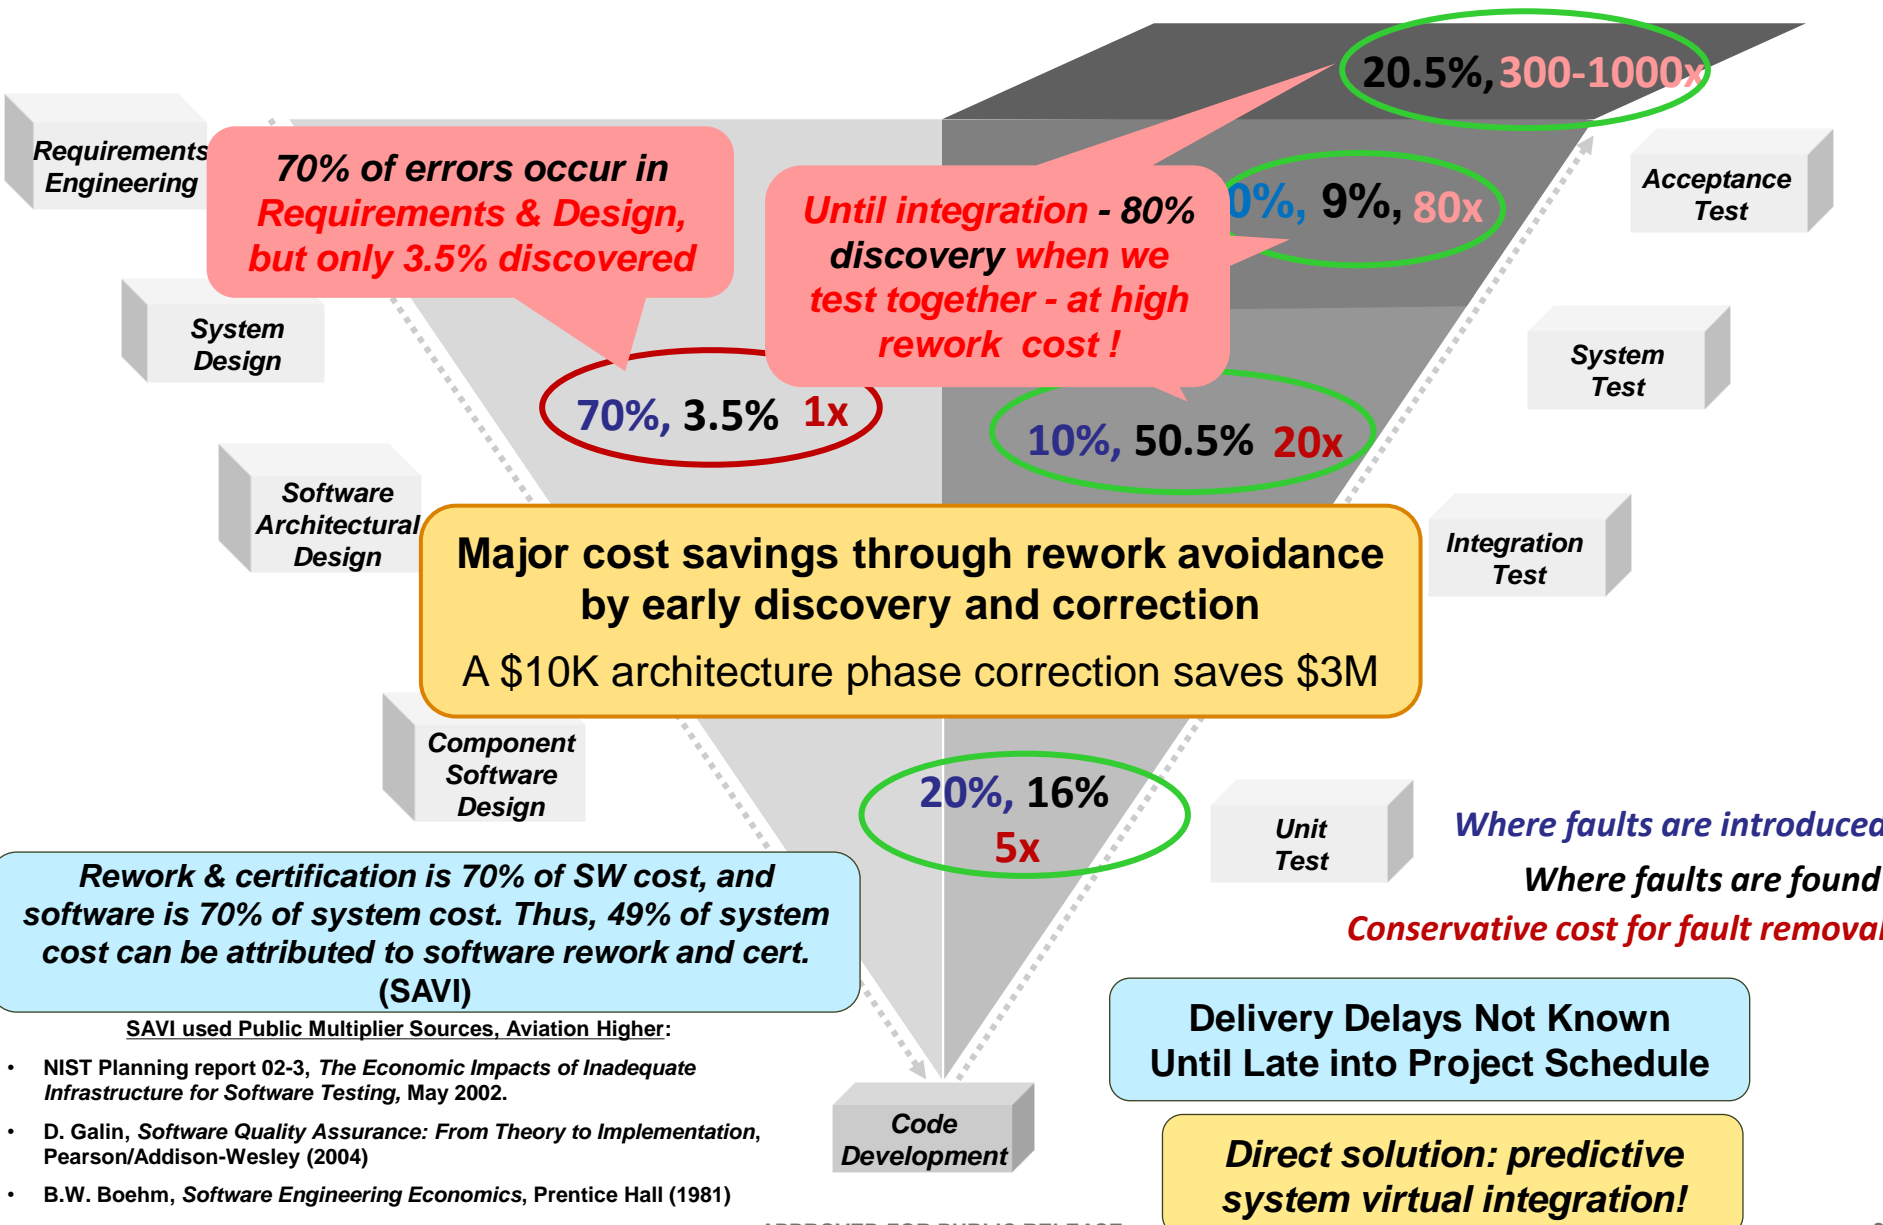 20.5%, 300-1000x
Requirements
Engineering
70% of errors occur in
Requirements & Design,
but only 3.5% discovered
Until integration - 80%
discovery when we
test together - at high
rework cost !
0%, 9%, 80x
Acceptance
Test
System
Design
System
Test
70%, 3.5% 1x
10%, 50.5% 20x
Software
Architectural
Design
Integration
Test
Major cost savings through rework avoidance
by early discovery and correction
A $10K architecture phase correction saves $3M
Component
Software
Design
20%, 16%
5x
Unit
Test
Where faults are introduced
Where faults are found
Conservative cost for fault removal
Rework & certification is 70% of SW cost, and
software is 70% of system cost. Thus, 49% of system
cost can be attributed to software rework and cert.
(SAVI)
SAVI used Public Multiplier Sources, Aviation Higher:
• NIST Planning report 02-3, The Economic Impacts of Inadequate
Infrastructure for Software Testing, May 2002.
• D. Galin, Software Quality Assurance: From Theory to Implementation,
Pearson/Addison-Wesley (2004)
• B.W. Boehm, Software Engineering Economics, Prentice Hall (1981)
Code
Development
Delivery Delays Not Known
Until Late into Project Schedule
Direct solution: predictive
system virtual integration!
APPROVED FOR PUBLIC RELEASE